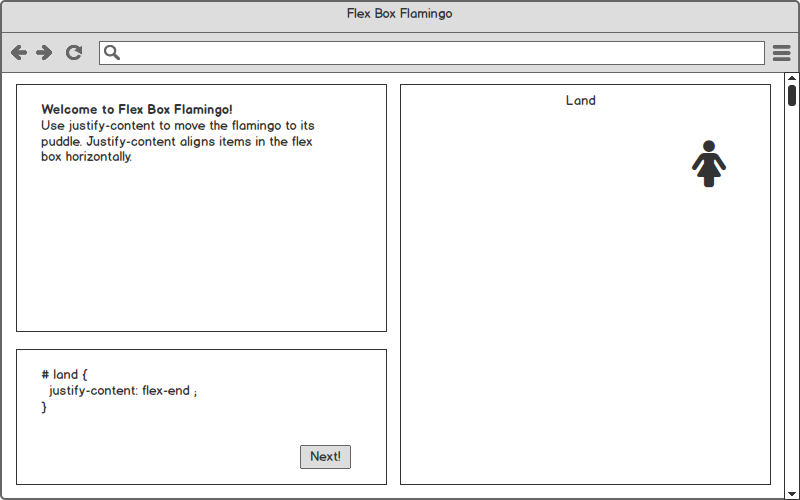 Flex Box Flamingo
Welcome to Flex Box Flamingo!
Use justify-content to move the flamingo to its
puddle. Justify-content aligns items in the flex
box horizontally.
# land {
justify-content: flex-end ;
}
Next!
Land